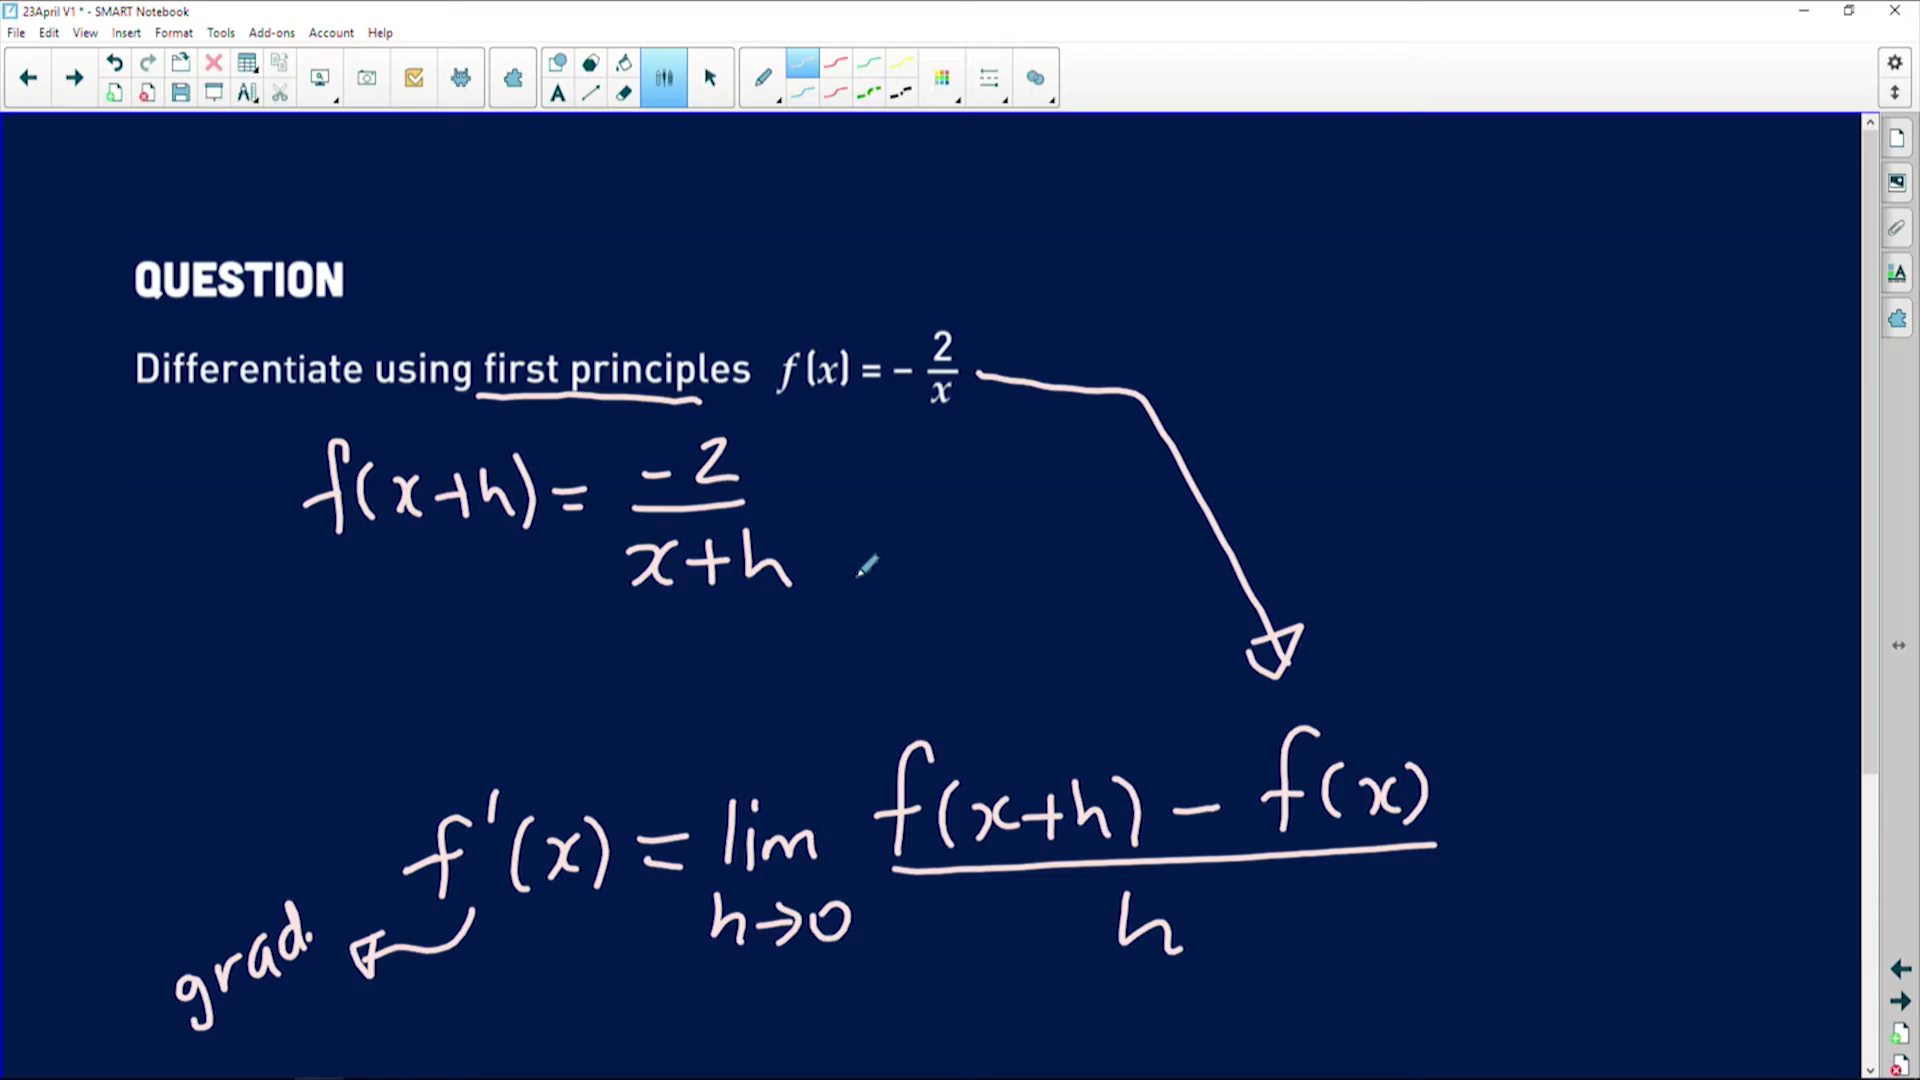 23April V1 * - SMART Notebook
File Edit View Insert Format Tools Add-ons Account Help
QUESTION
Differentiate using first principles f(x) = - 2/x
f(x+h) = -2/x+h
f'(x) = lim h→0 f(x+h) - f(x) / h
grad.